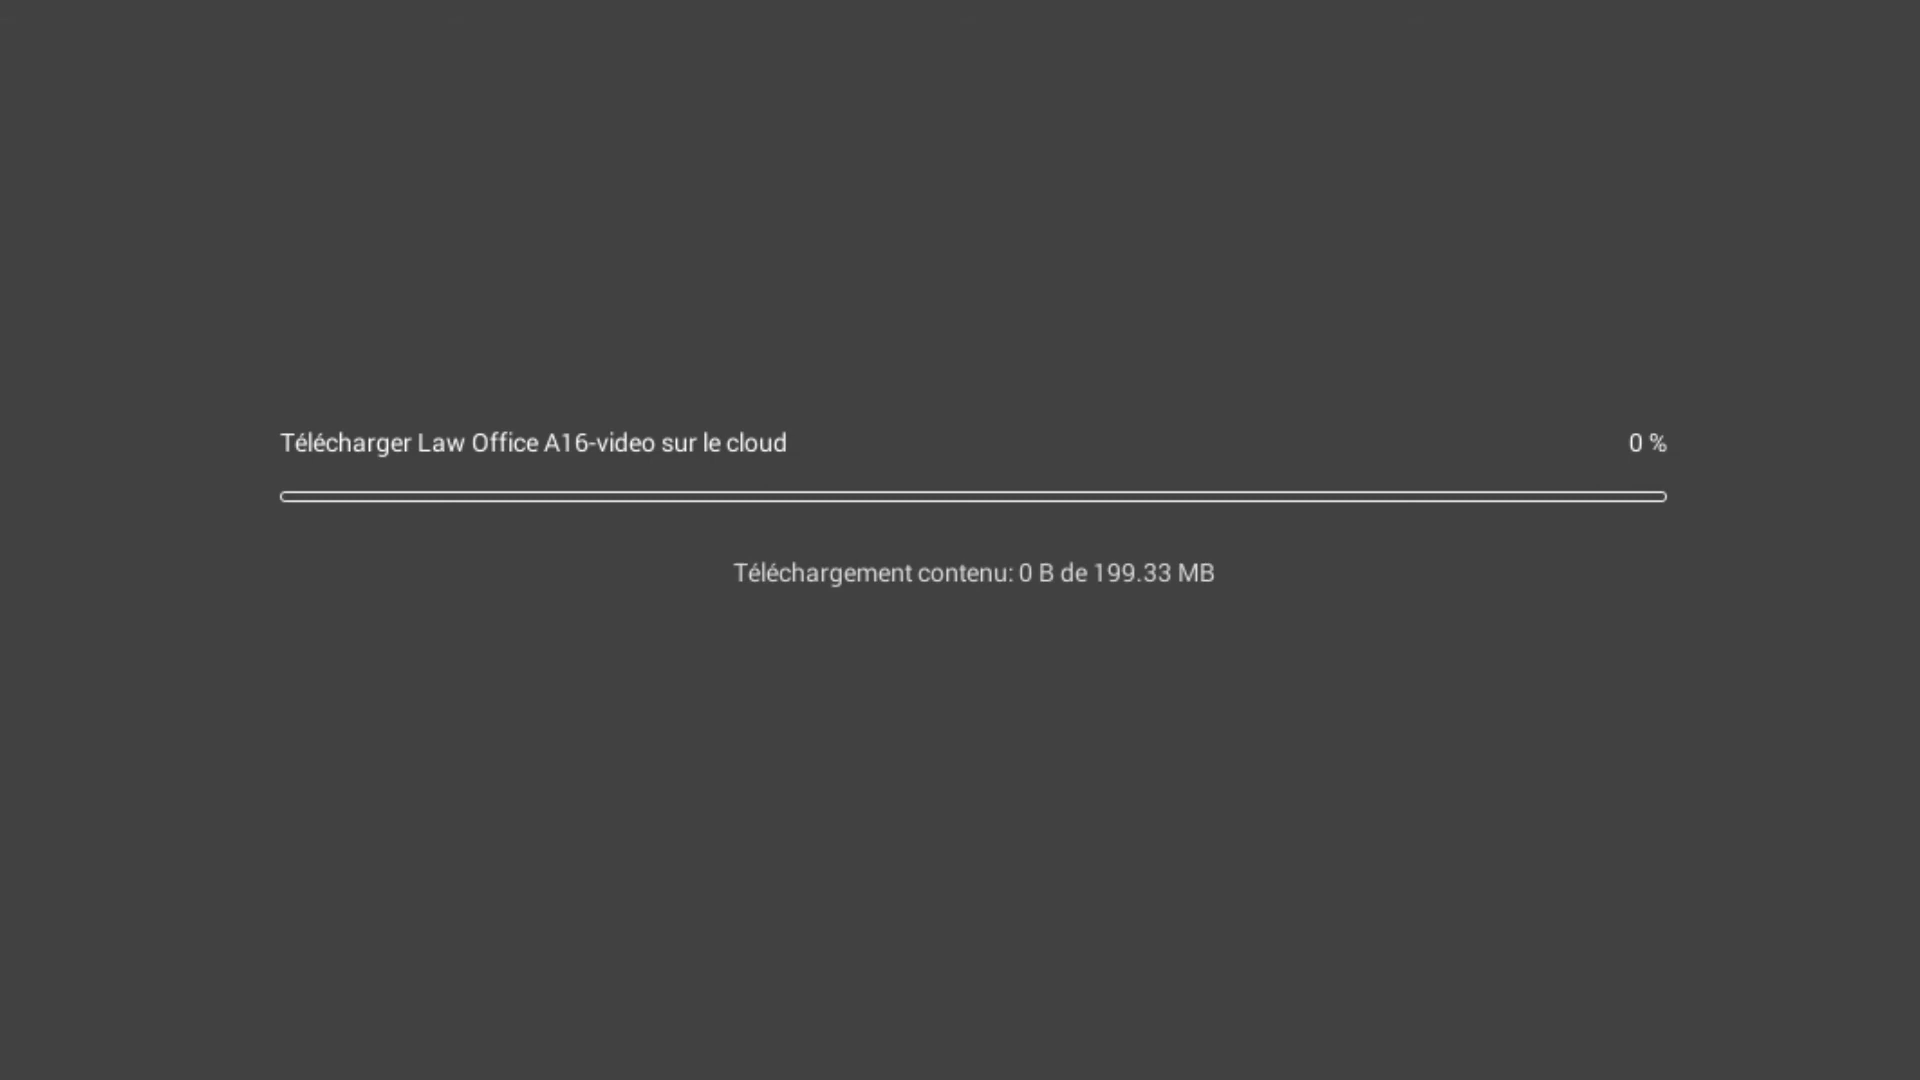 Télécharger Law Office A16-video sur le cloud 0 %
Téléchargement contenu: 0 B de 199.33 MB